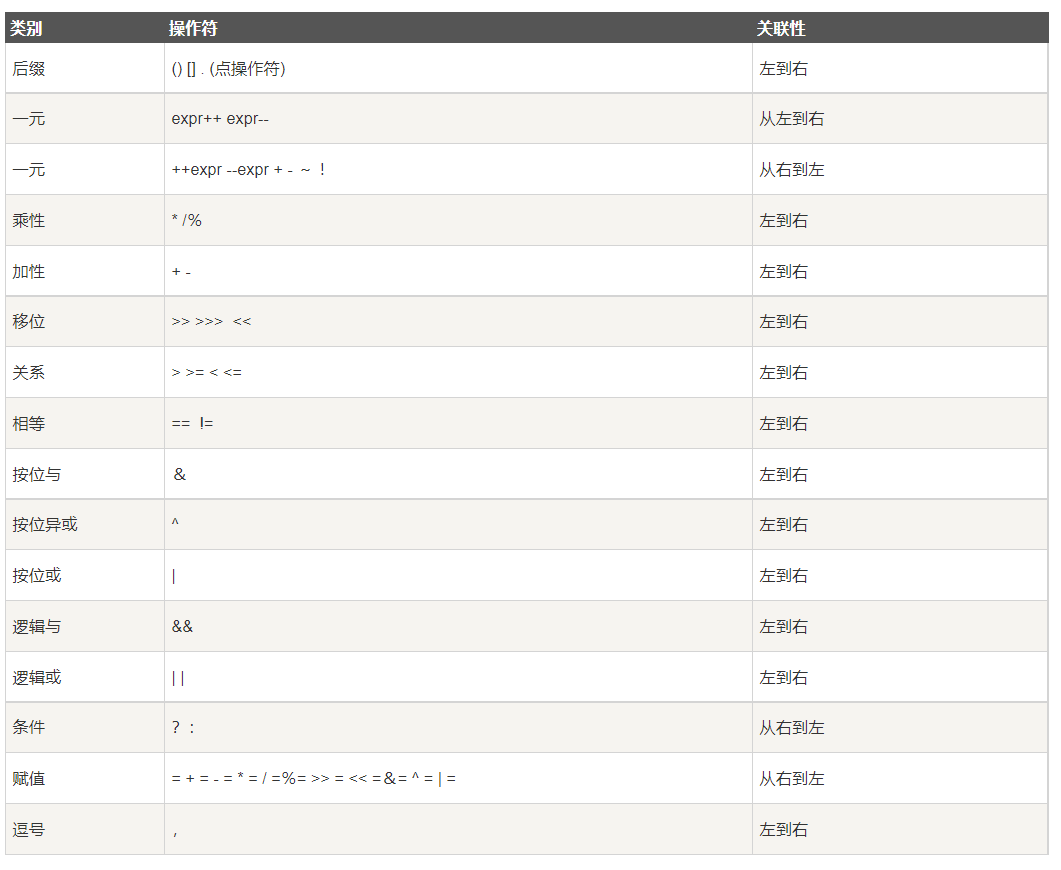 类别 操作符 关联性
后缀 () [] . (点操作符) 左到右
一元 expr++ expr-- 从左到右
一元 ++expr --expr + - ～ ！ 从右到左
乘性 * /% 左到右
加性 + - 左到右
移位 >> >>>  << 左到右
关系 > >= < <= 左到右
相等 ==  != 左到右
按位与 ＆ 左到右
按位异或 ^ 左到右
按位或 | 左到右
逻辑与 && 左到右
逻辑或 | | 左到右
条件 ？： 从右到左
赋值 = + = - = * = / =％= >> = << =＆= ^ = | = 从右到左
逗号 ， 左到右